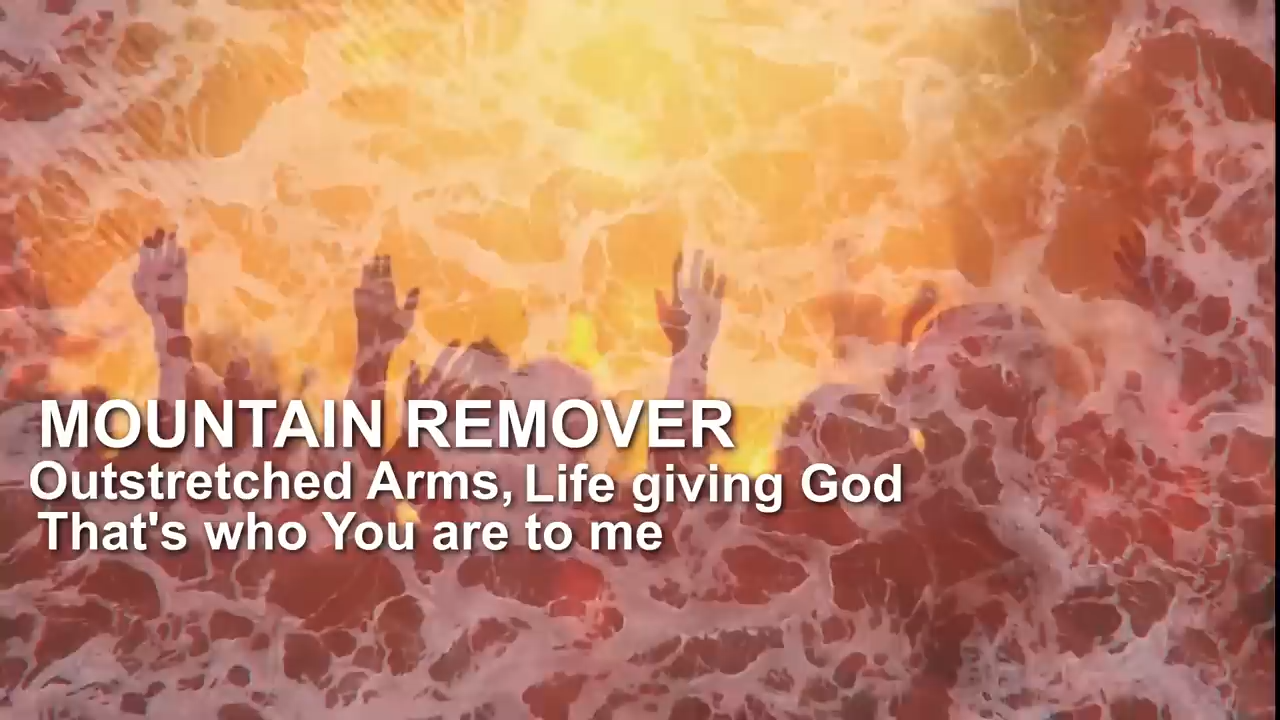 MOUNTAIN REMOVER
Outstretched Arms, Life giving God
That's who You are to me